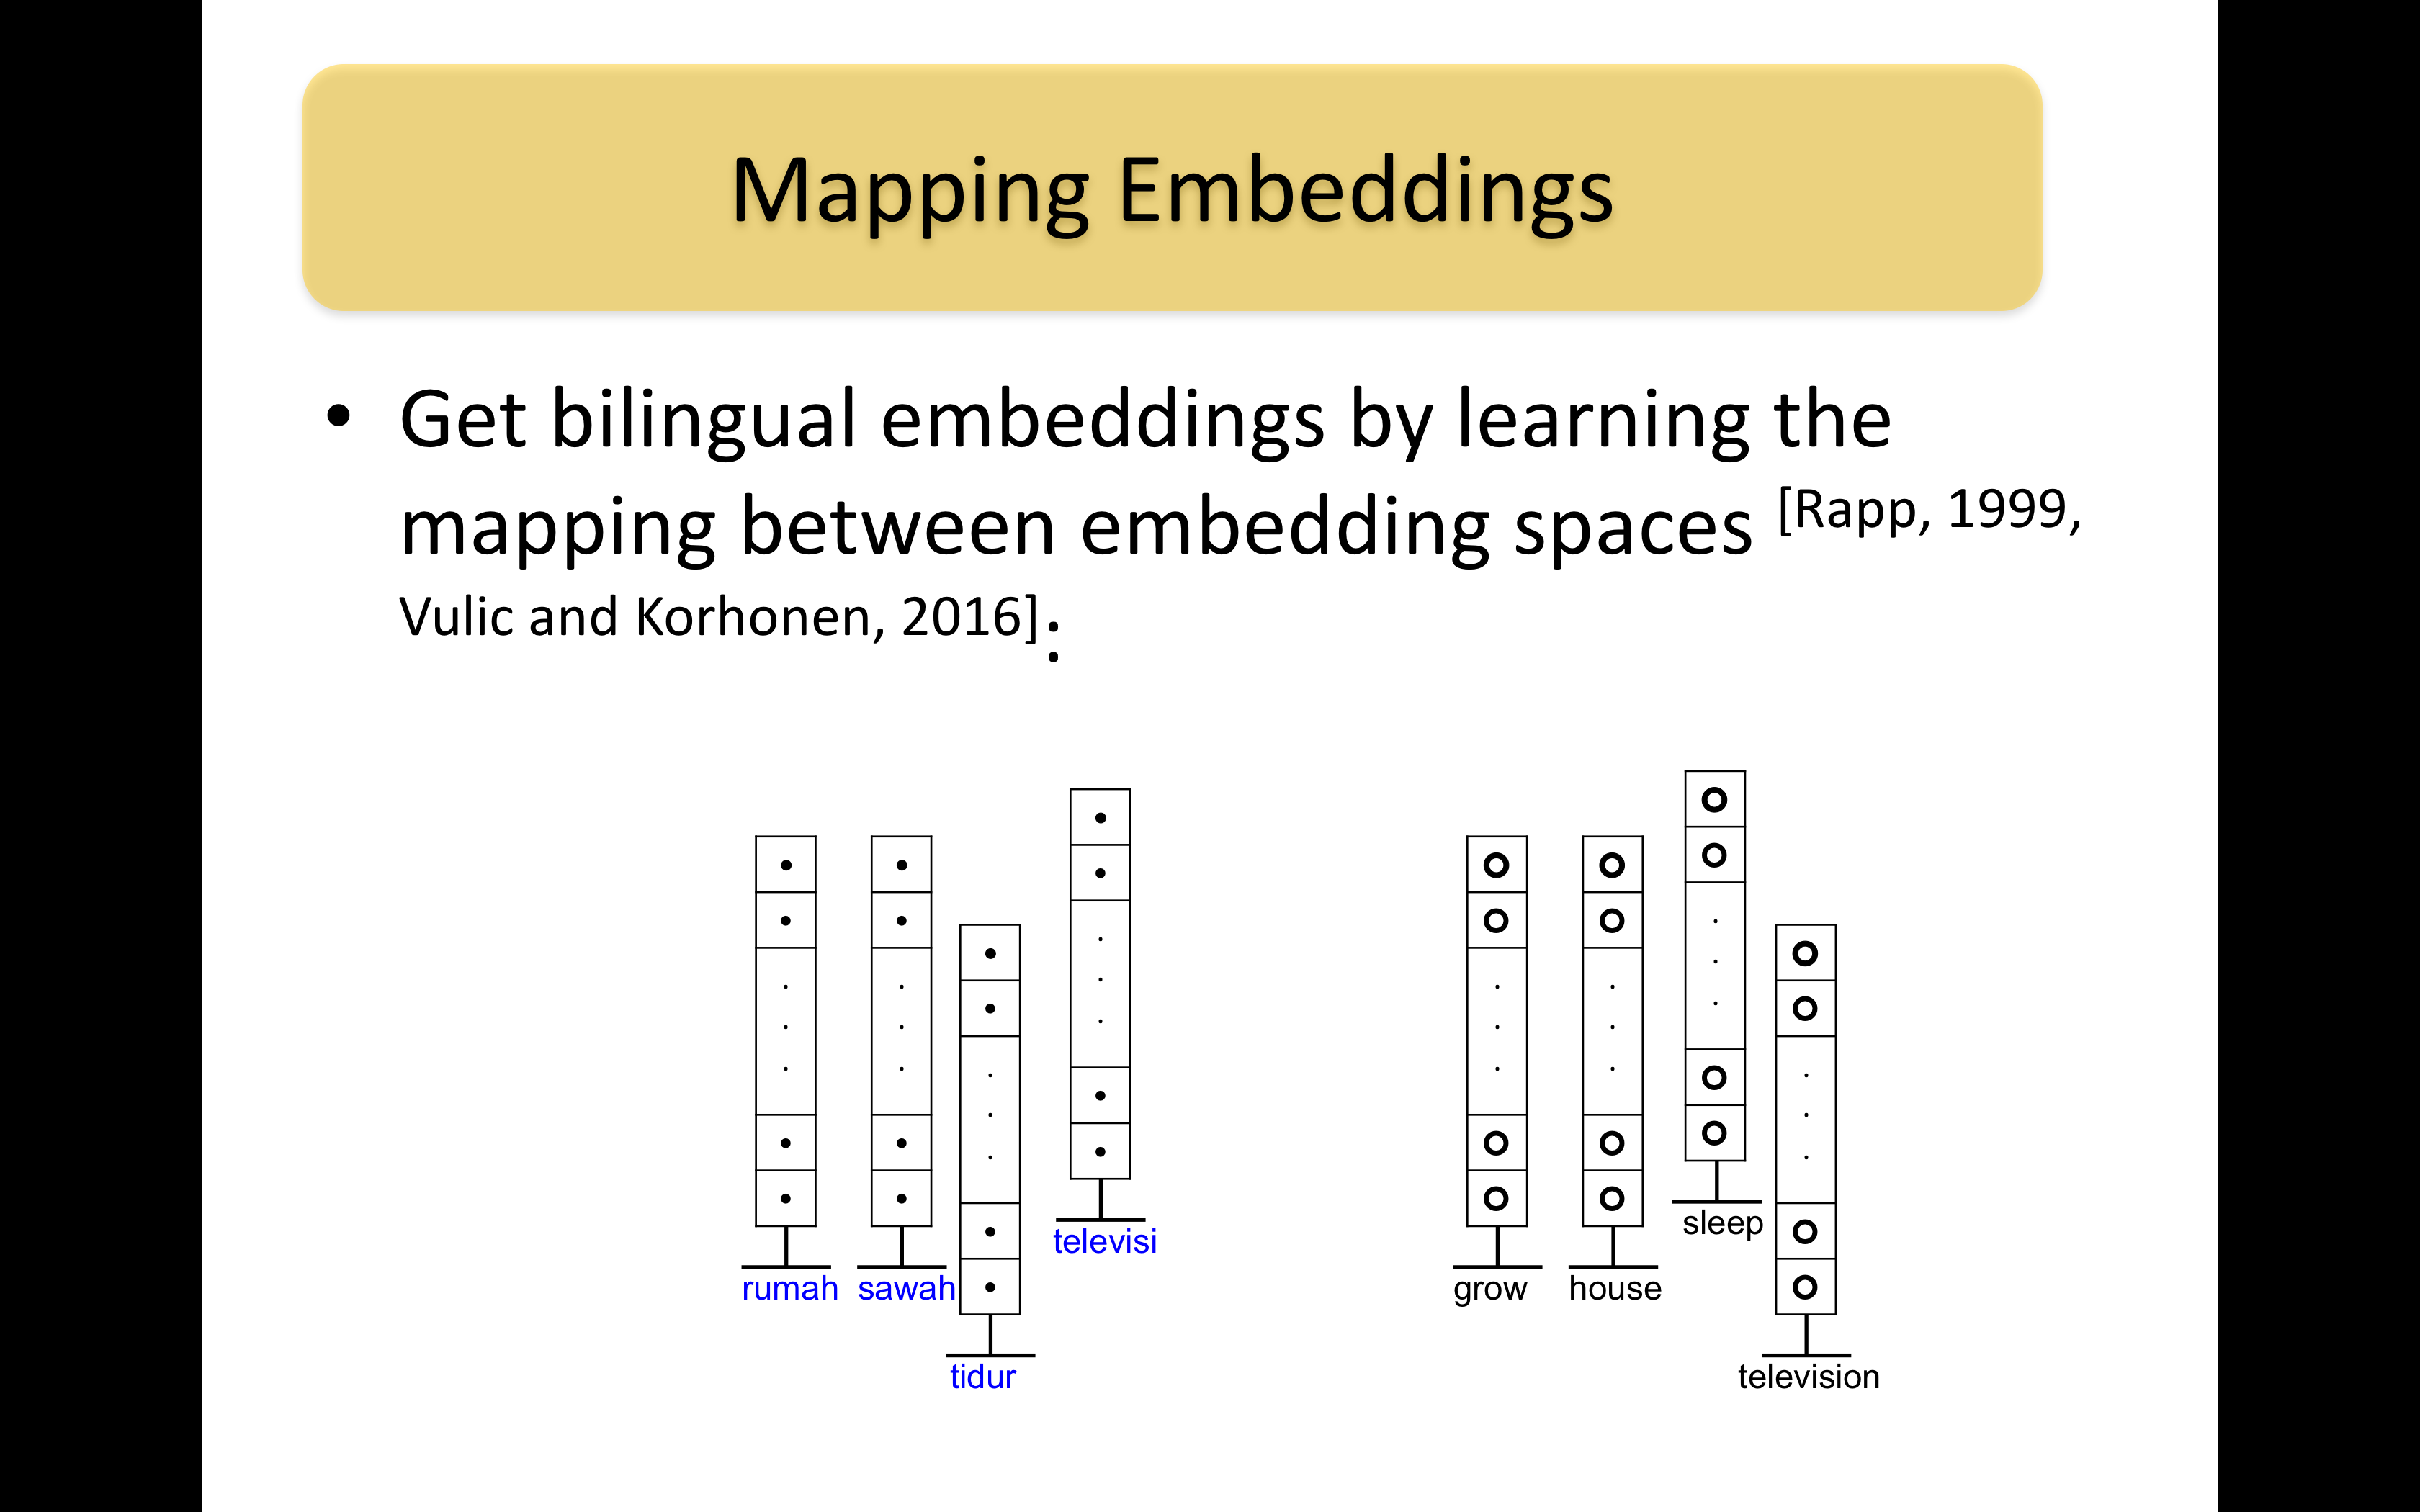 Mapping Embeddings
• Get bilingual embeddings by learning the
mapping between embedding spaces [Rapp, 1999,
Vulic and Korhonen, 2016]:
rumah
sawah
tidur
televisi
grow
house
sleep
television